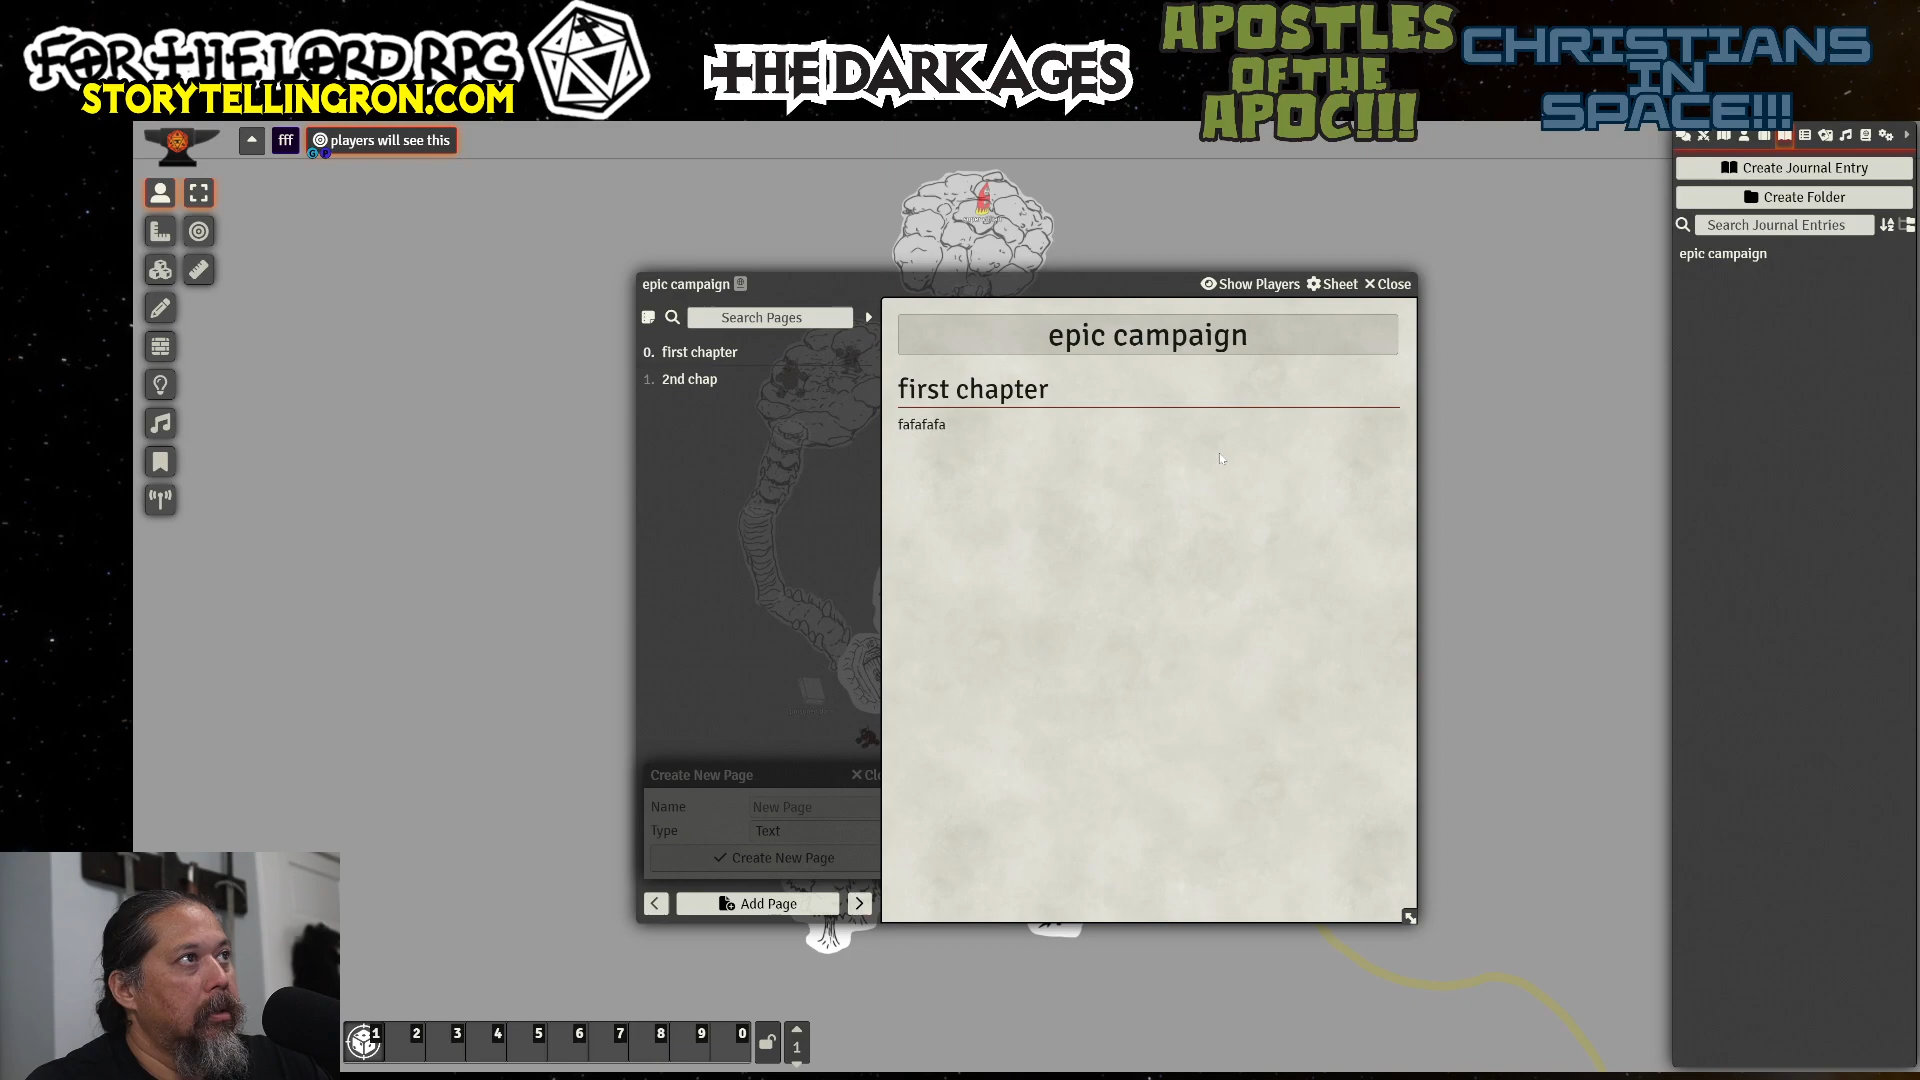 FOR THE LORD RPG
STORYTELLINGRON.COM
THE DARK AGES
APOSTLES
OF THE
APOC!!!
CHRISTIANS
IN
SPACE!!!
fff
players will see this
G P
Create Journal Entry
Create Folder
Search Journal Entries
epic campaign
epic campaign
Show Players
Sheet
Close
Search Pages
0. first chapter
1. 2nd chap
epic campaign
first chapter
fafafafa
Create New Page
Clo
Name
New Page
Type
Text
Create New Page
Add Page
1 2 3 4 5 6 7 8 9 0
1